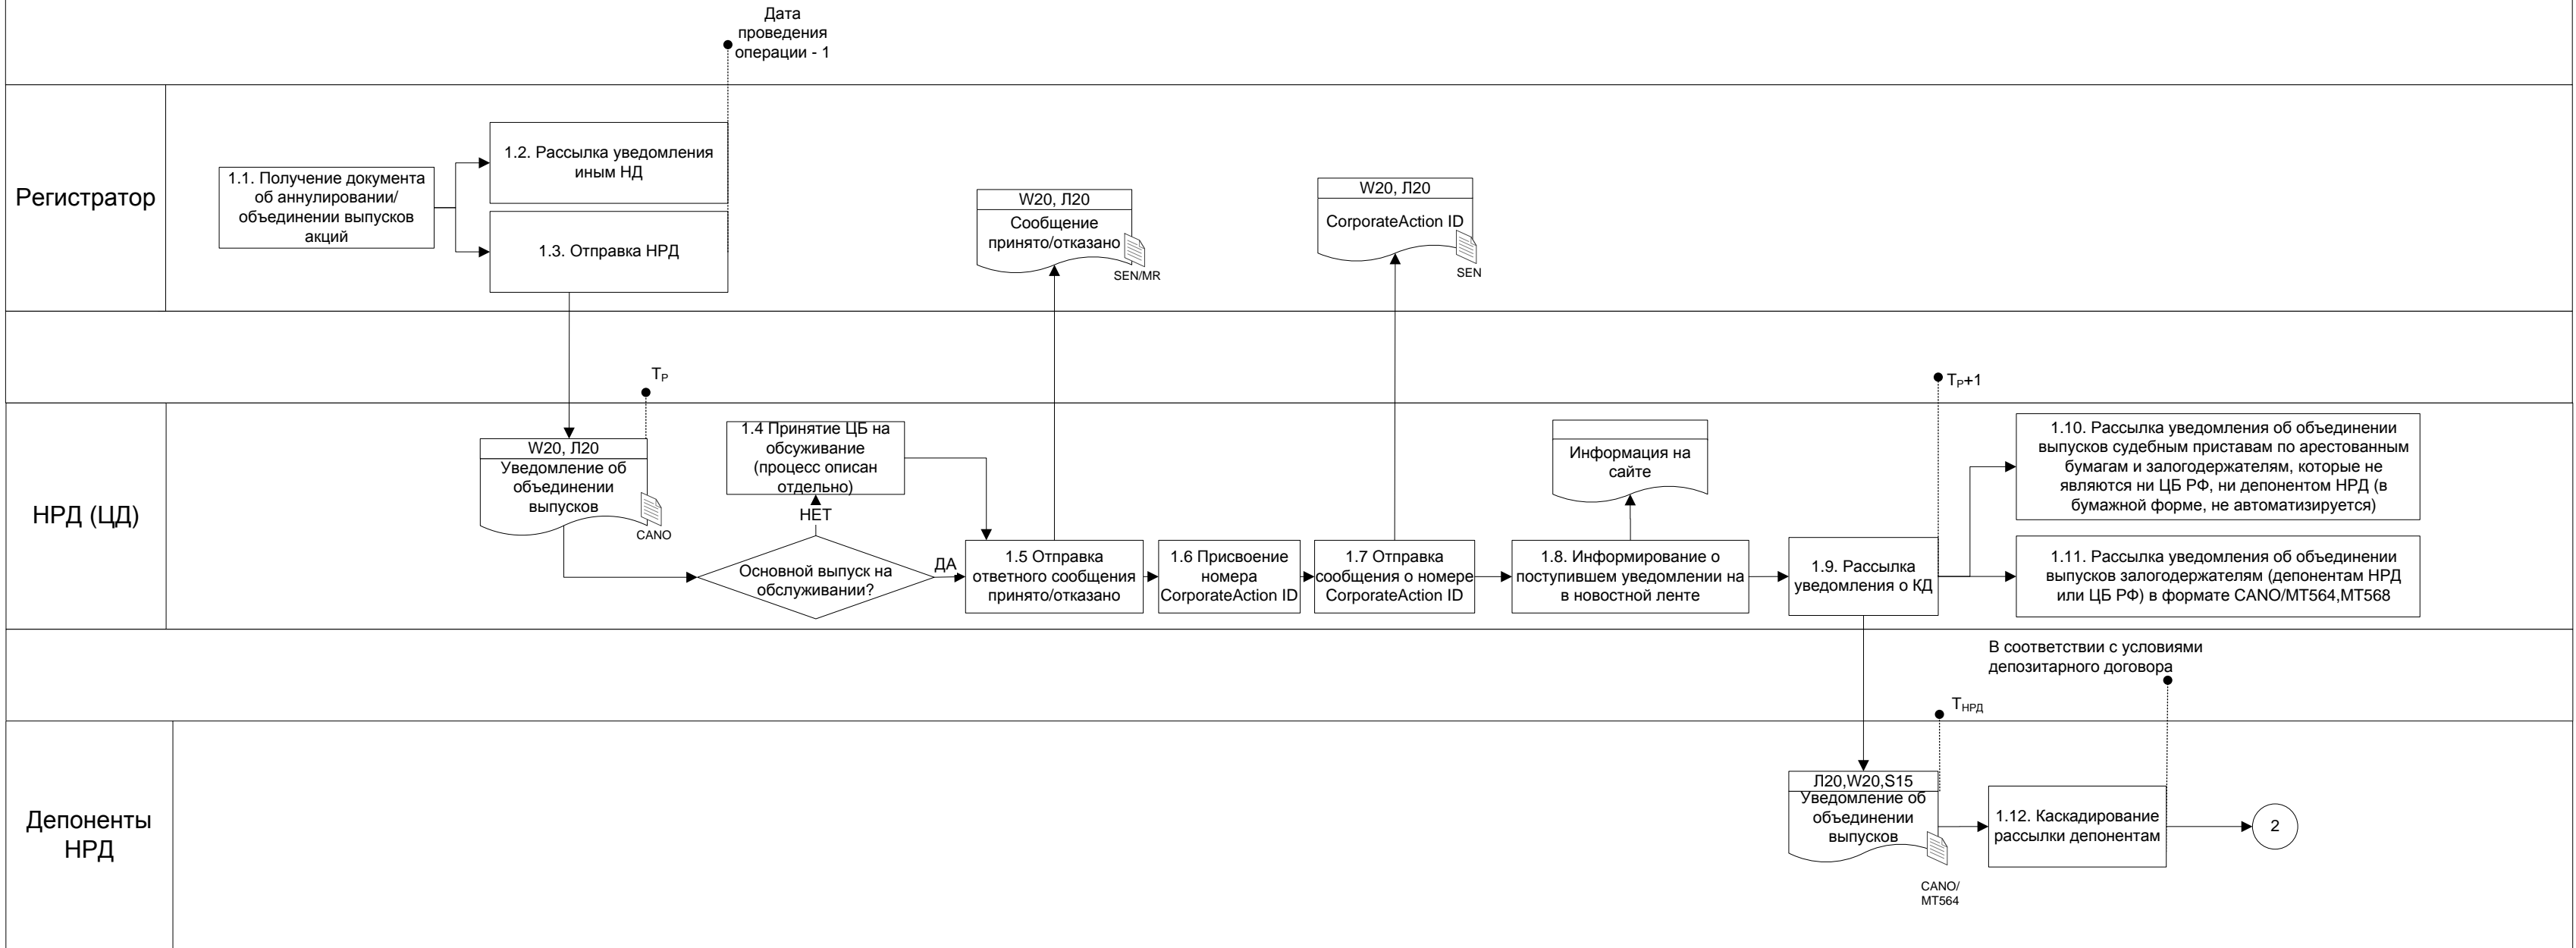 Дата
проведения
операции - 1
Регистратор
1.1. Получение документа
об аннулировании/
объединении выпусков
акций
1.2. Рассылка уведомления
иным НД
1.3. Отправка НРД
W20, Л20
Сообщение
принято/отказано
SEN/MR
W20, Л20
CorporateAction ID
SEN
TР
TР+1
НРД (ЦД)
W20, Л20
Уведомление об
объединении
выпусков
CANO
1.4 Принятие ЦБ на
обсуживание
(процесс описан
отдельно)
НЕТ
Основной выпуск на
обслуживании?
ДА
1.5 Отправка
ответного сообщения
принято/отказано
1.6 Присвоение
номера
CorporateAction ID
1.7 Отправка
сообщения о номере
CorporateAction ID
Информация на
сайте
1.8. Информирование о
поступившем уведомлении на
в новостной ленте
1.9. Рассылка
уведомления о КД
1.10. Рассылка уведомления об объединении
выпусков судебным приставам по арестованным
бумагам и залогодержателям, которые не
являются ни ЦБ РФ, ни депонентом НРД (в
бумажной форме, не автоматизируется)
1.11. Рассылка уведомления об объединении
выпусков залогодержателям (депонентам НРД
или ЦБ РФ) в формате CANO/MT564,MT568
В соответствии с условиями
депозитарного договора
TНРД
Депоненты
НРД
Л20,W20,S15
Уведомление об
объединении
выпусков
CANO/
MT564
1.12. Каскадирование
рассылки депонентам
2